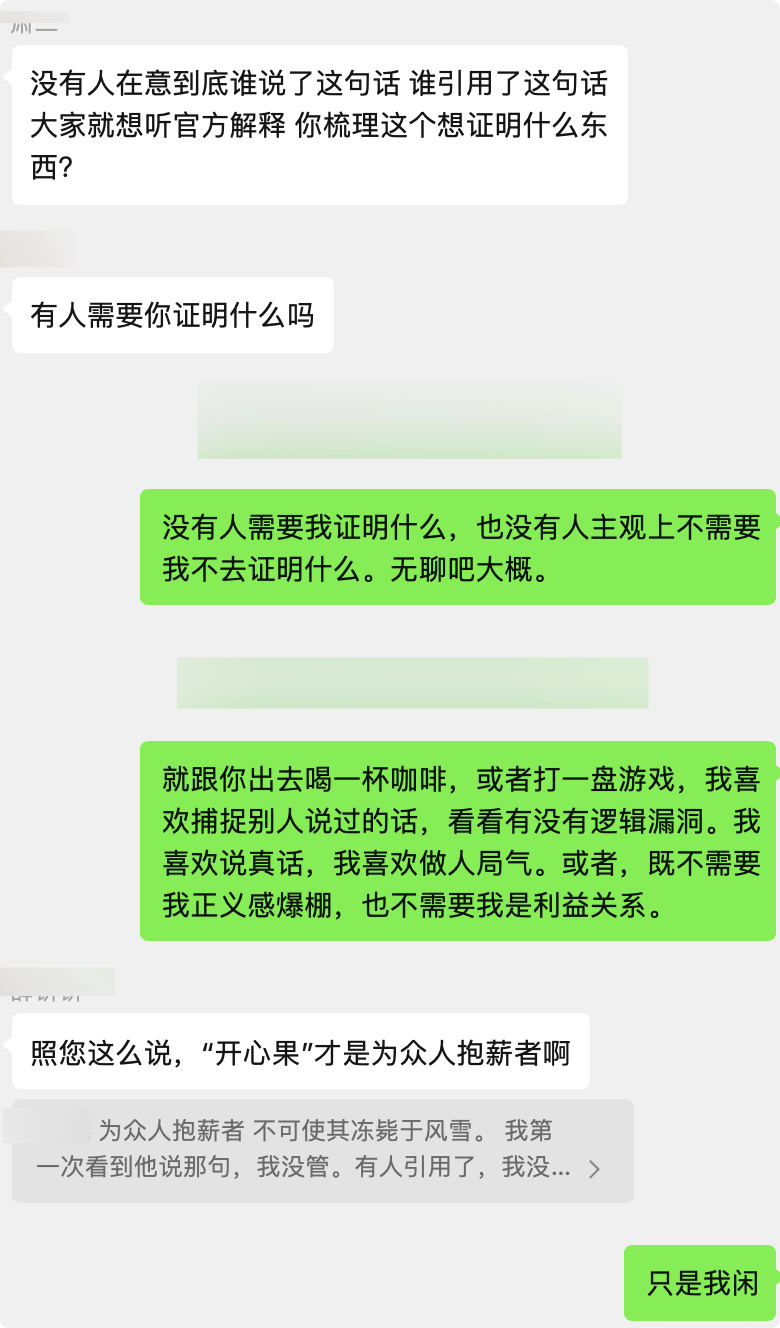 没有人在意到底谁说了这句话 谁引用了这句话
大家就想听官方解释 你梳理这个想证明什么东
西?
有人需要你证明什么吗
没有人需要我证明什么，也没有人主观上不需要
我不去证明什么。无聊吧大概。
就跟你出去喝一杯咖啡，或者打一盘游戏，我喜
欢捕捉别人说过的话，看看有没有逻辑漏洞。我
喜欢说真话，我喜欢做人局气。或者，既不需要
我正义感爆棚，也不需要我是利益关系。
照您这么说，“开心果”才是为众人抱薪者啊
为众人抱薪者 不可使其冻毙于风雪。 我第
一次看到他说那句，我没管。有人引用了，我没...
只是我闲